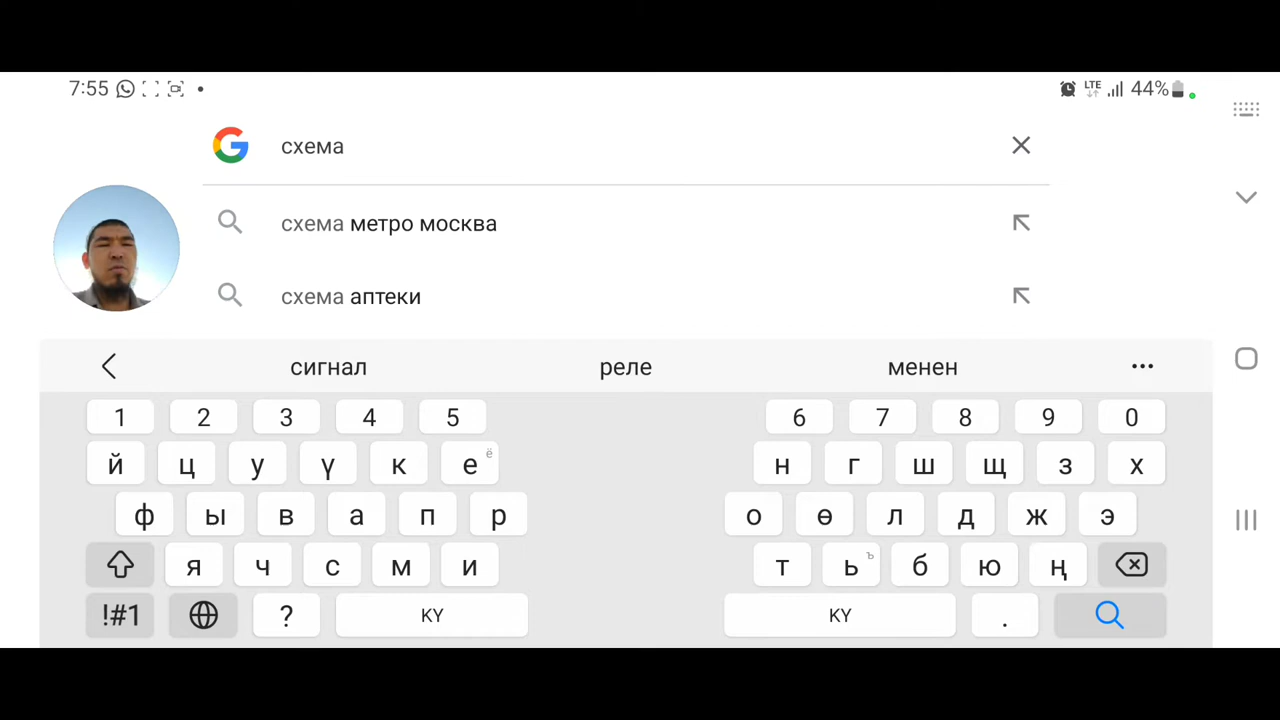 7:55
LTE 44%
схема
схема метро москва
схема аптеки
сигнал реле менен
1 2 3 4 5 6 7 8 9 0
й ц у ү к е ё н г ш щ з х
ф ы в а п р о ө л д ж э
я ч с м и т ь ъ б ю ң
!#1 ? KY KY .